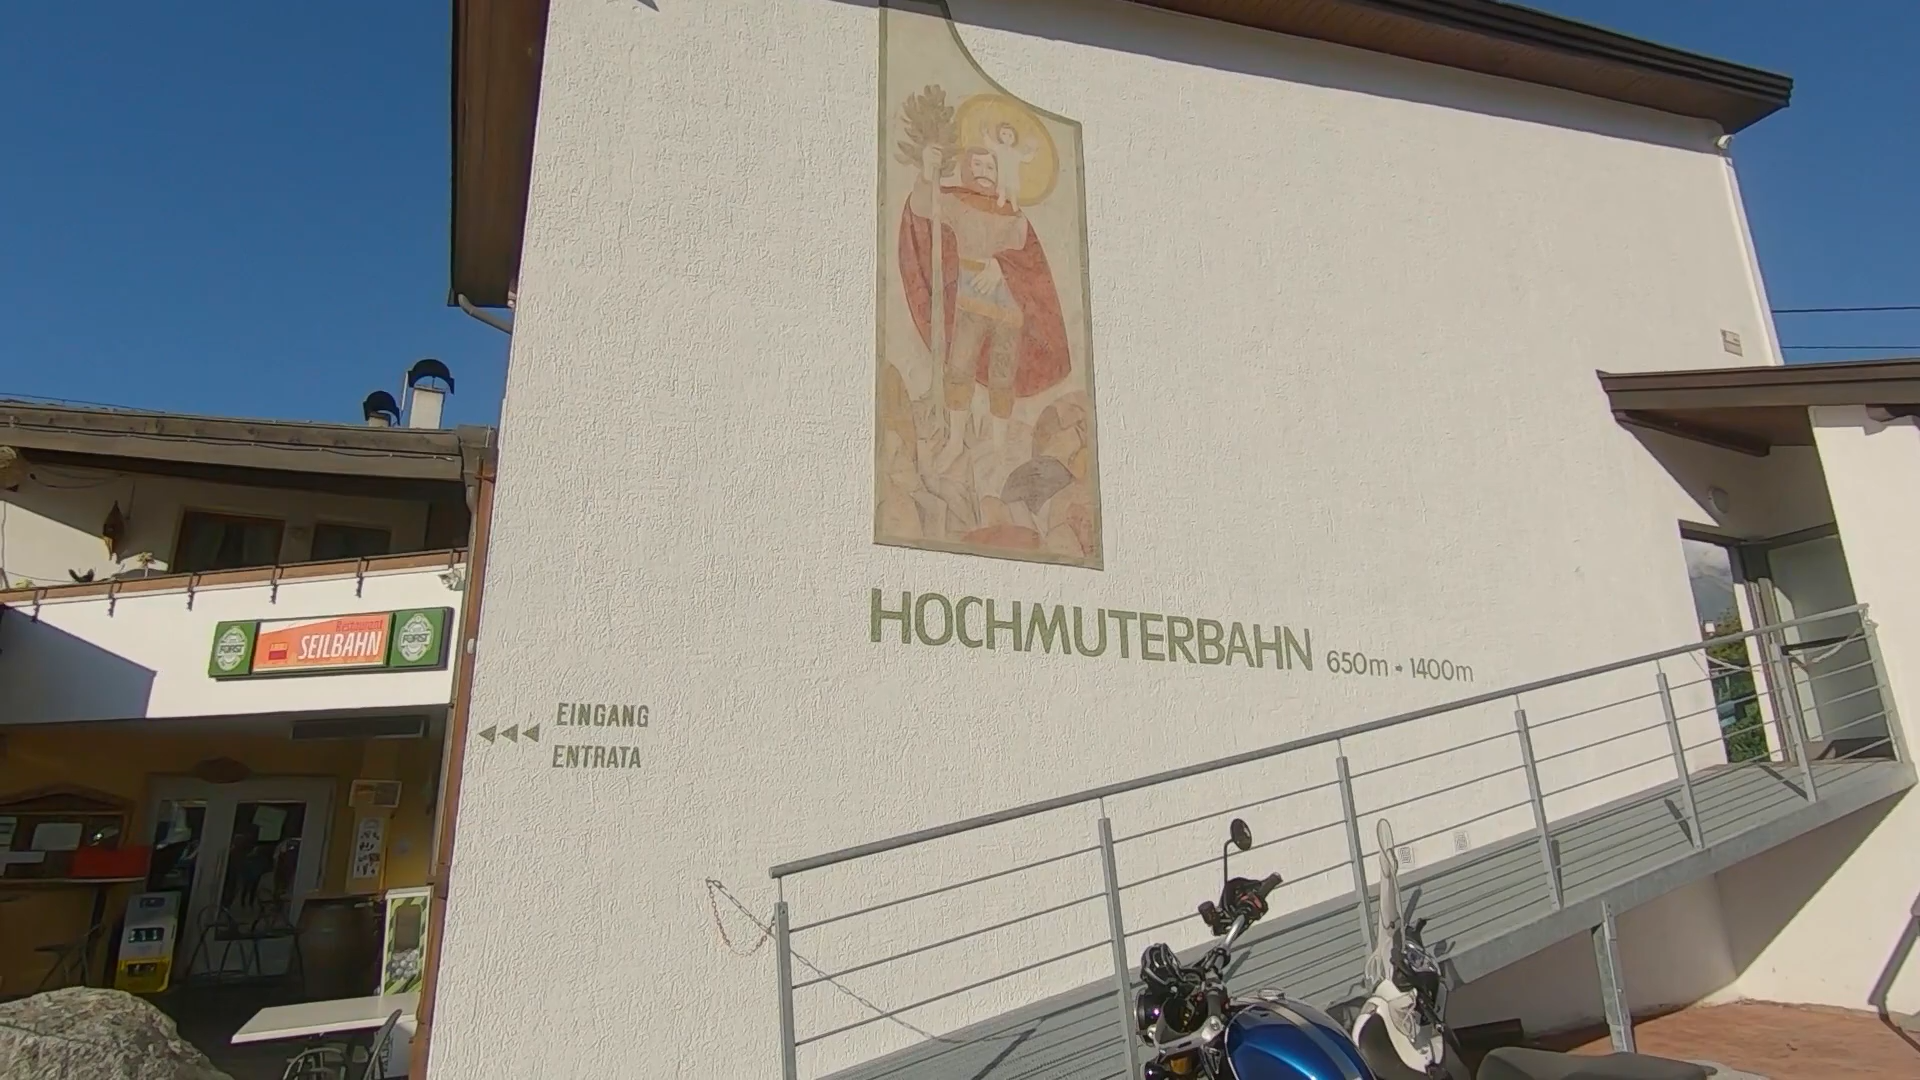 HOCHMUTERBAHN 650m - 1400m
Restaurant
FORST SEILBAHN FORST
EINGANG
ENTRATA